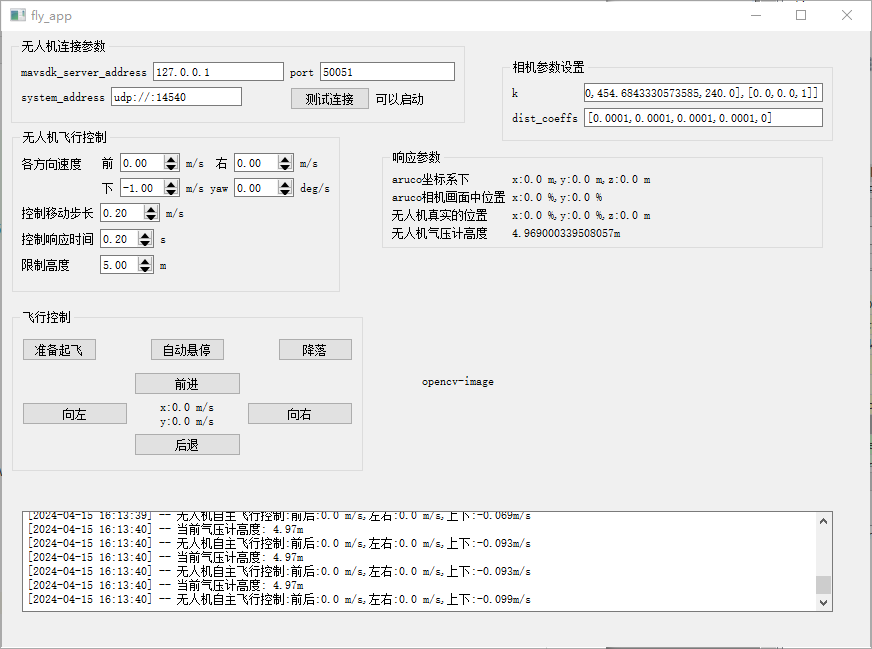 fly_app
无人机连接参数
mavsdk_server_address 127.0.0.1 port 50051
system_address udp://:14540 测试连接 可以启动
相机参数设置
k 0,454.6843330573585,240.0],[0.0,0.0,1]]
dist_coeffs [0.0001,0.0001,0.0001,0.0001,0]
无人机飞行控制
各方向速度 前 0.00 m/s 右 0.00 m/s
下 -1.00 m/s yaw 0.00 deg/s
控制移动步长 0.20 m/s
控制响应时间 0.20 s
限制高度 5.00 m
响应参数
aruco坐标系下 x:0.0 m,y:0.0 m,z:0.0 m
aruco相机画面中位置 x:0.0 %,y:0.0 %
无人机真实的位置 x:0.0 %,y:0.0 %,z:0.0 m
无人机气压计高度 4.969000339508057m
飞行控制
准备起飞 自动悬停 降落
前进
向左 x:0.0 m/s 向右
y:0.0 m/s
后退
opencv-image
[2024-04-15 16:13:39] -- 无人机自主飞行控制:前后:0.0 m/s,左右:0.0 m/s,上下:-0.069m/s
[2024-04-15 16:13:40] -- 当前气压计高度: 4.97m
[2024-04-15 16:13:40] -- 无人机自主飞行控制:前后:0.0 m/s,左右:0.0 m/s,上下:-0.093m/s
[2024-04-15 16:13:40] -- 当前气压计高度: 4.97m
[2024-04-15 16:13:40] -- 无人机自主飞行控制:前后:0.0 m/s,左右:0.0 m/s,上下:-0.093m/s
[2024-04-15 16:13:40] -- 当前气压计高度: 4.97m
[2024-04-15 16:13:40] -- 无人机自主飞行控制:前后:0.0 m/s,左右:0.0 m/s,上下:-0.099m/s